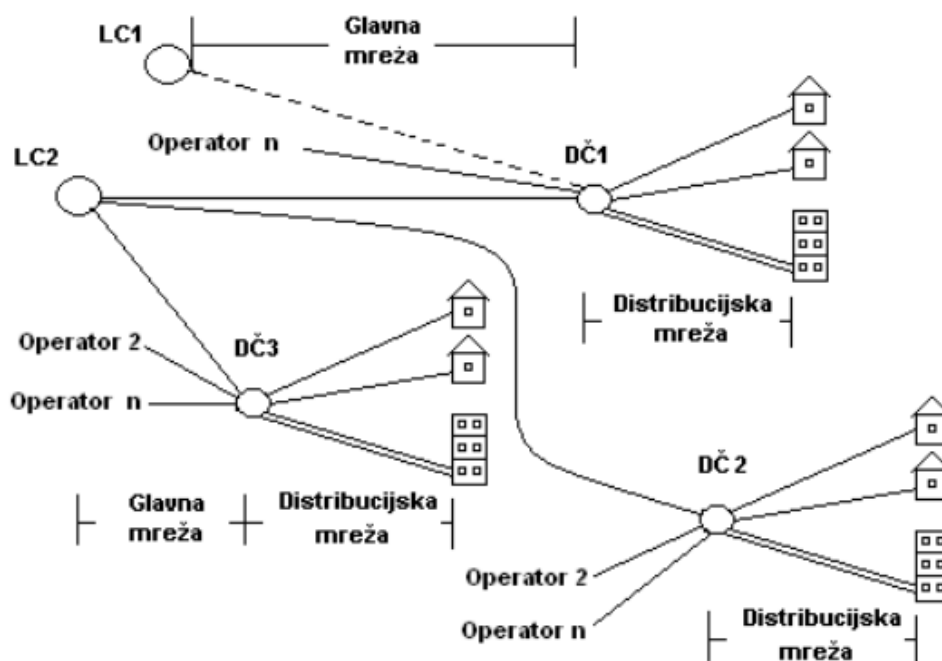 LC1
Glavna
mreža
Operator n
DČ1
LC2
Distribucijska
mreža
Operator 2
DČ3
Operator n
DČ 2
Glavna
mreža
Distribucijska
mreža
Operator 2
Operator n
Distribucijska
mreža